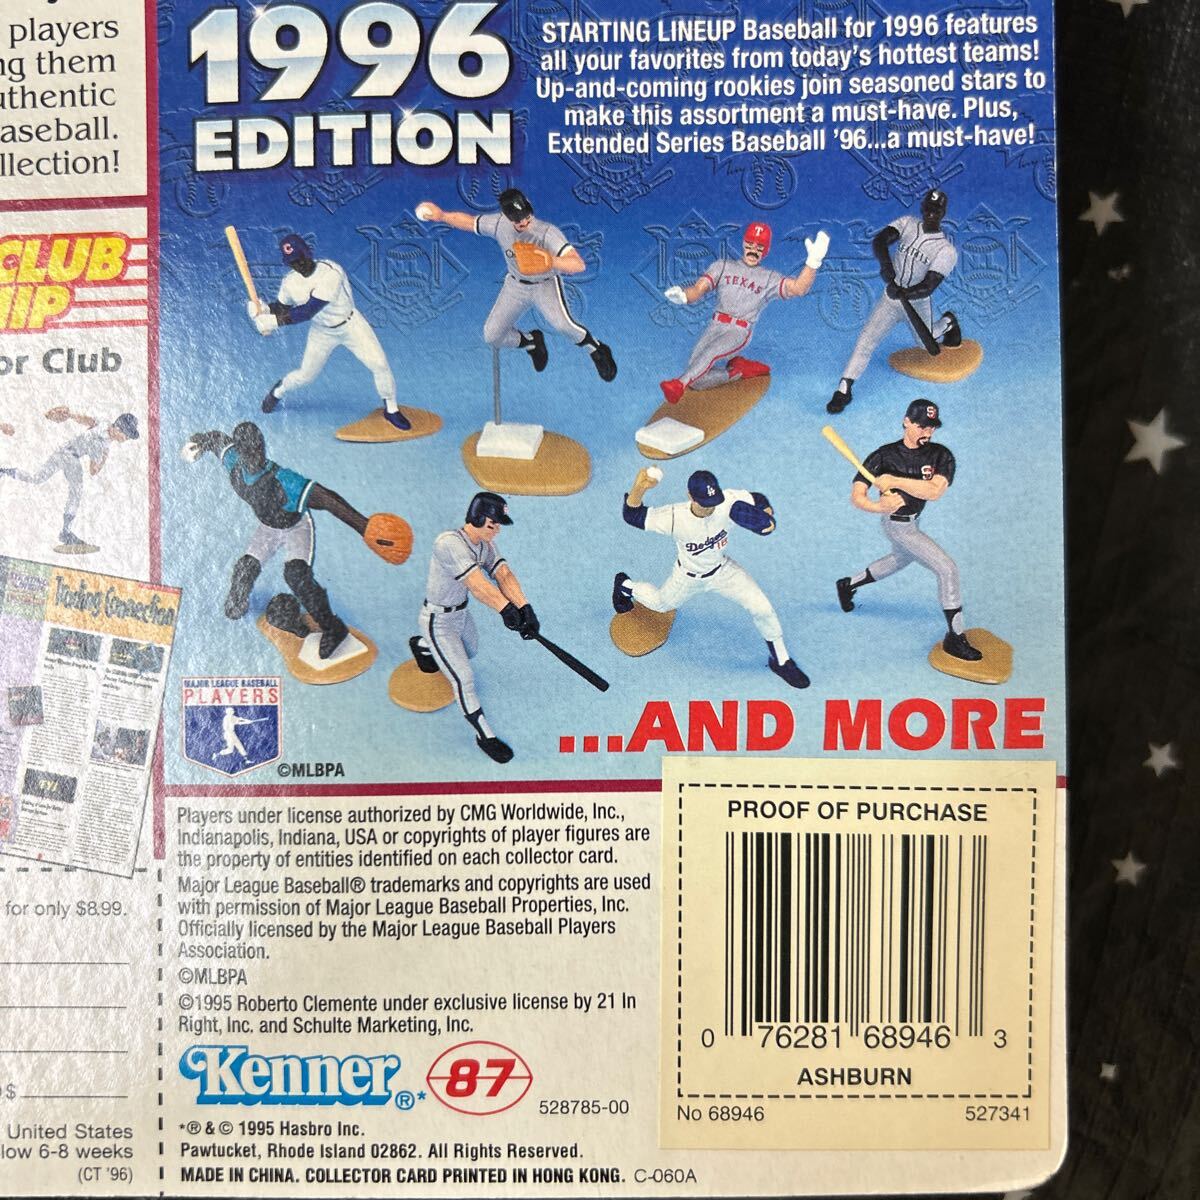 players
ng them
uthentic
aseball.
llection!
CLUB
HIP
or Club
Trading Connection
for only $8.99.
$
United States
low 6-8 weeks
(CT '96)
1996
EDITION
STARTING LINEUP Baseball for 1996 features
all your favorites from today's hottest teams!
Up-and-coming rookies join seasoned stars to
make this assortment a must-have. Plus,
Extended Series Baseball '96...a must-have!
C
T
TEXAS
S
S
S
LA
Dodgers
16
MAJOR LEAGUE BASEBALL
PLAYERS
©MLBPA
...AND MORE
Players under license authorized by CMG Worldwide, Inc.,
Indianapolis, Indiana, USA or copyrights of player figures are
the property of entities identified on each collector card.
Major League Baseball® trademarks and copyrights are used
with permission of Major League Baseball Properties, Inc.
Officially licensed by the Major League Baseball Players
Association.
©MLBPA
©1995 Roberto Clemente under exclusive license by 21 In
Right, Inc. and Schulte Marketing, Inc.
Kenner®*
87
528785-00
*® & © 1995 Hasbro Inc.
Pawtucket, Rhode Island 02862. All Rights Reserved.
MADE IN CHINA. COLLECTOR CARD PRINTED IN HONG KONG. C-060A
PROOF OF PURCHASE
0 76281 68946 3
ASHBURN
No 68946
527341